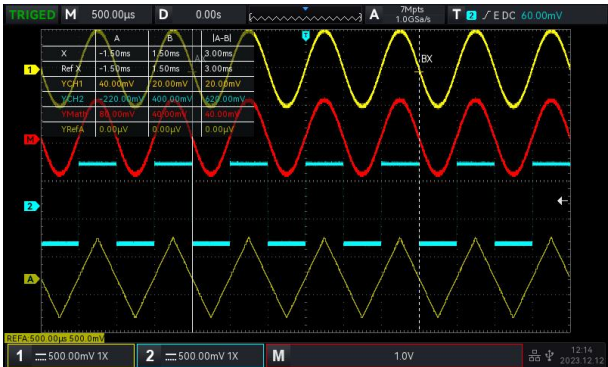 TRIGED M 500.00μs D 0.00s A 7Mpts 1.0GSa/s T 2 E DC 60.00mV
T
A B |A-B|
X -1.50ms 1.50ms 3.00ms
Ref X -1.50ms 1.50ms 3.00ms
YCH1 40.00mV 20.00mV 20.00mV
YCH2 -220.00mV 400.00mV 620.00mV
YMath 80.00mV 40.00mV 40.00mV
YRefA 0.00μV 0.00μV 0.00μV
AX
BX
1
M
2
A
REFA:500.00μs 500.0mV
1 500.00mV 1X 2 500.00mV 1X M 1.0V 12:14
2023.12.12